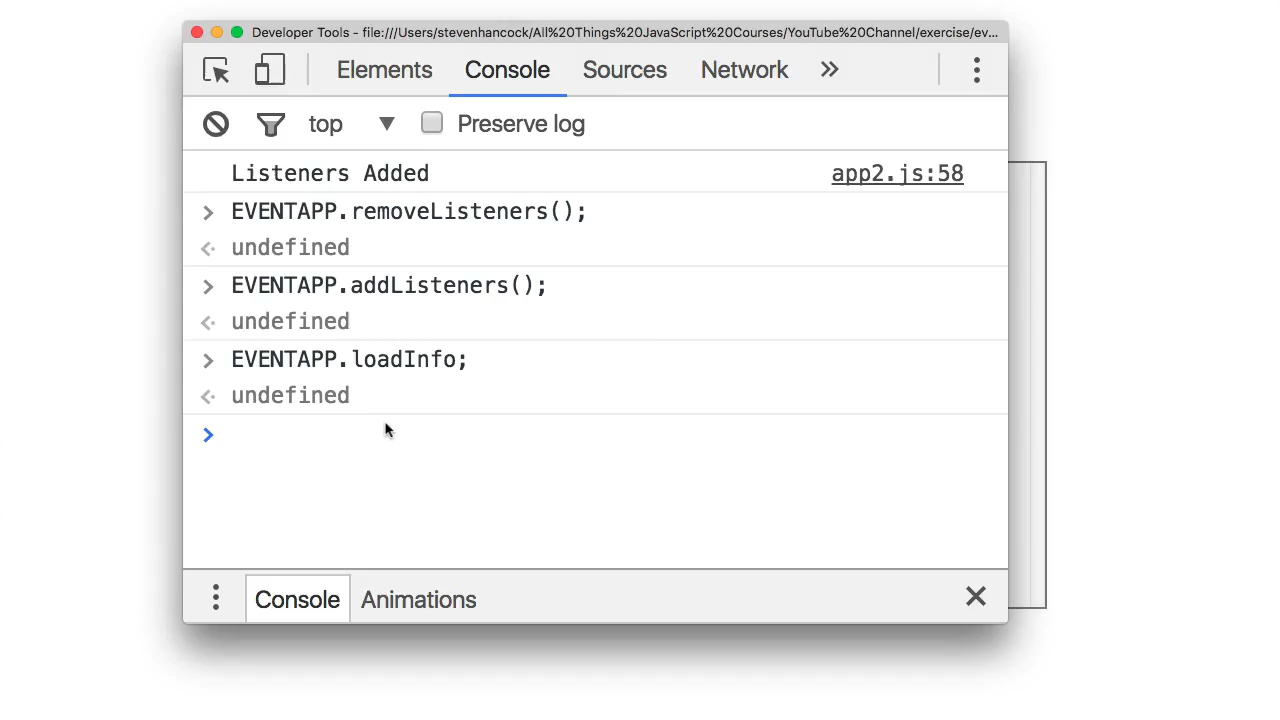 Developer Tools - file:///Users/stevenhancock/All%20Things%20JavaScript%20Courses/YouTube%20Channel/exercise/ev...
Elements Console Sources Network »
top ▼ Preserve log
Listeners Added app2.js:58
> EVENTAPP.removeListeners();
undefined
> EVENTAPP.addListeners();
undefined
> EVENTAPP.loadInfo;
undefined
>
Console Animations